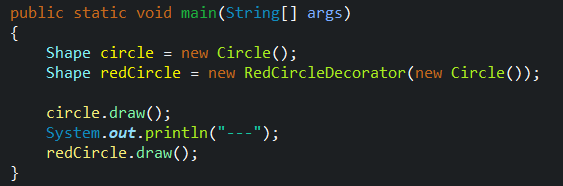 public static void main(String[] args)
{
    Shape circle = new Circle();
    Shape redCircle = new RedCircleDecorator(new Circle());

    circle.draw();
    System.out.println("---");
    redCircle.draw();
}